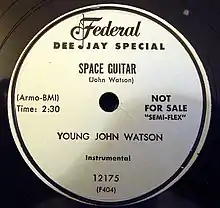 Federal
DEE JAY SPECIAL
SPACE GUITAR
(John Watson)
(Armo-BMI)
Time: 2:30
NOT
FOR SALE
"SEMI-FLEX"
YOUNG JOHN WATSON
Instrumental
12175
(F404)